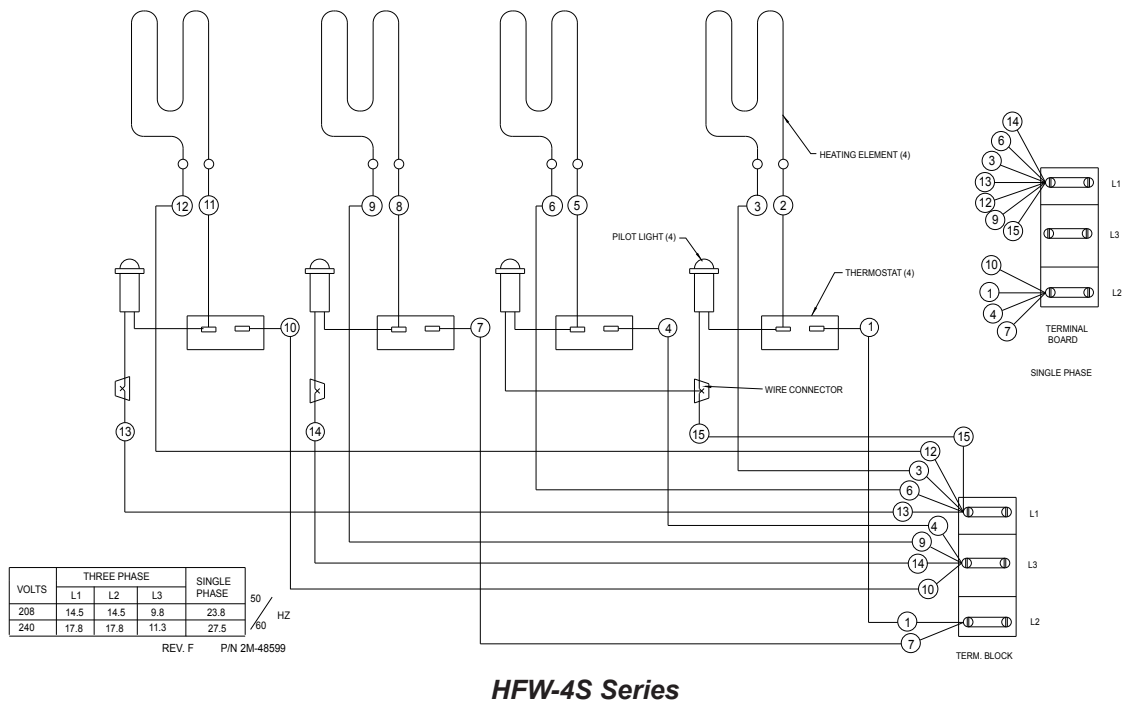 14
6
3
13
12
9
15
L1
L3
10
1
4
7
L2
TERMINAL
BOARD
SINGLE PHASE
HEATING ELEMENT (4)
12
11
9
8
6
5
3
2
PILOT LIGHT (4)
THERMOSTAT (4)
10
7
4
1
WIRE CONNECTOR
13
14
15
15
12
3
6
13
L1
4
9
14
L3
10
1
L2
7
TERM. BLOCK
VOLTS THREE PHASE SINGLE PHASE
L1 L2 L3
208 14.5 14.5 9.8 23.8
240 17.8 17.8 11.3 27.5
50/60 HZ
REV. F P/N 2M-48599
HFW-4S Series